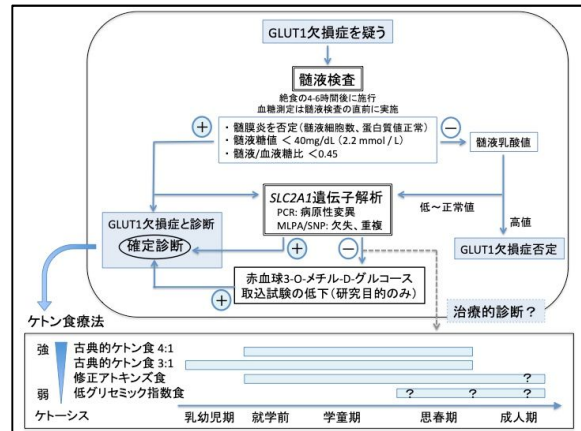 GLUT1欠損症を疑う
髄液検査
絶食の4-6時間後に施行
血糖測定は髄液検査の直前に実施
+
・髄膜炎を否定(髄液細胞数、蛋白質値正常)
・髄液糖値 < 40mg/dL (2.2 mmol / L)
・髄液/血液糖比 <0.45
−
髄液乳酸値
SLC2A1遺伝子解析
PCR: 病原性変異
MLPA/SNP: 欠失、重複
低〜正常値
高値
GLUT1欠損症と診断
確定診断
+
−
GLUT1欠損症否定
赤血球3-O-メチル-D-グルコース
取込試験の低下(研究目的のみ)
+
治療的診断?
ケトン食療法
強
古典的ケトン食 4:1
古典的ケトン食 3:1
修正アトキンズ食
?
弱
低グリセミック指数食
? ? ?
ケトーシス
乳幼児期 就学前 学童期 思春期 成人期